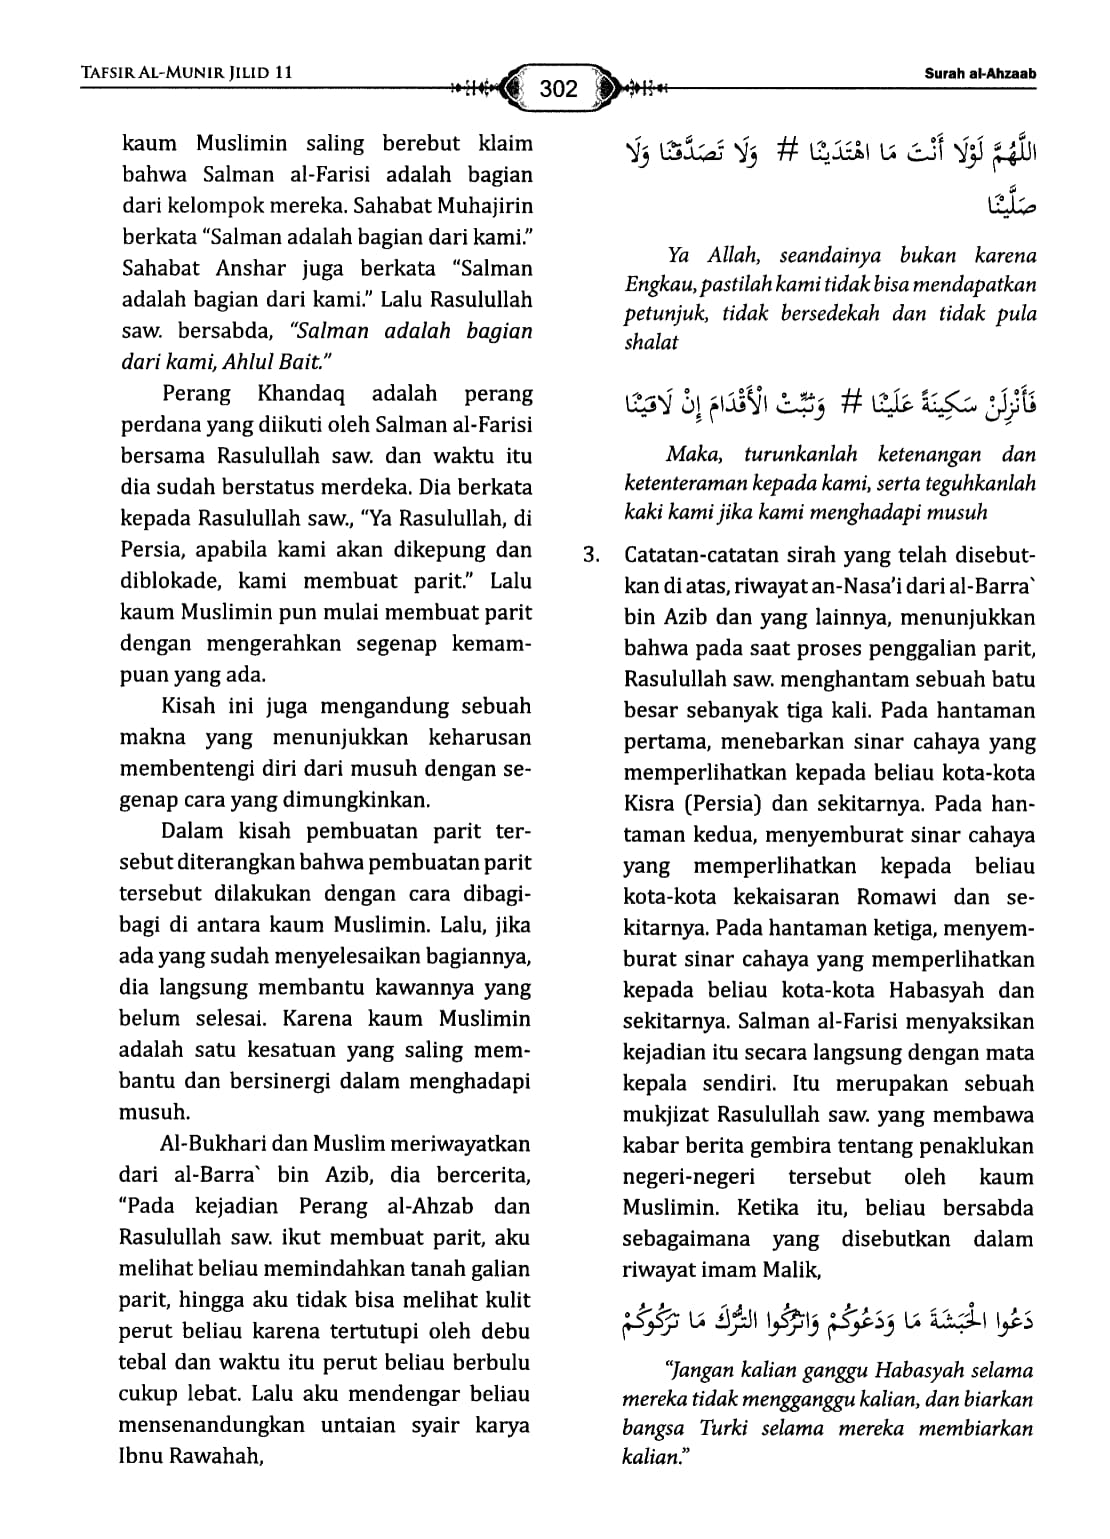 TAFSIR AL-MUNIR JILID 11
302
Surah al-Ahzaab
kaum Muslimin saling berebut klaim
bahwa Salman al-Farisi adalah bagian
dari kelompok mereka. Sahabat Muhajirin
berkata “Salman adalah bagian dari kami.”
Sahabat Anshar juga berkata “Salman
adalah bagian dari kami.” Lalu Rasulullah
saw. bersabda, “Salman adalah bagian
dari kami, Ahlul Bait.”
Perang Khandaq adalah perang
perdana yang diikuti oleh Salman al-Farisi
bersama Rasulullah saw. dan waktu itu
dia sudah berstatus merdeka. Dia berkata
kepada Rasulullah saw., “Ya Rasulullah, di
Persia, apabila kami akan dikepung dan
diblokade, kami membuat parit.” Lalu
kaum Muslimin pun mulai membuat parit
dengan mengerahkan segenap kemam-
puan yang ada.
Kisah ini juga mengandung sebuah
makna yang menunjukkan keharusan
membentengi diri dari musuh dengan se-
genap cara yang dimungkinkan.
Dalam kisah pembuatan parit ter-
sebut diterangkan bahwa pembuatan parit
tersebut dilakukan dengan cara dibagi-
bagi di antara kaum Muslimin. Lalu, jika
ada yang sudah menyelesaikan bagiannya,
dia langsung membantu kawannya yang
belum selesai. Karena kaum Muslimin
adalah satu kesatuan yang saling mem-
bantu dan bersinergi dalam menghadapi
musuh.
Al-Bukhari dan Muslim meriwayatkan
dari al-Barra` bin Azib, dia bercerita,
“Pada kejadian Perang al-Ahzab dan
Rasulullah saw. ikut membuat parit, aku
melihat beliau memindahkan tanah galian
parit, hingga aku tidak bisa melihat kulit
perut beliau karena tertutupi oleh debu
tebal dan waktu itu perut beliau berbulu
cukup lebat. Lalu aku mendengar beliau
mensenandungkan untaian syair karya
Ibnu Rawahah,
اللَّهُمَّ لَوْلَا أَنْتَ مَا اهْتَدَيْنَا # وَلَا تَصَدَّقْنَا وَلَا
صَلَّيْنَا
Ya Allah, seandainya bukan karena
Engkau, pastilah kami tidak bisa mendapatkan
petunjuk, tidak bersedekah dan tidak pula
shalat
فَأَنْزِلَنْ سَكِينَةً عَلَيْنَا # وَثَبِّتْ الْأَقْدَامَ إِنْ لَاقَيْنَا
Maka, turunkanlah ketenangan dan
ketenteraman kepada kami, serta teguhkanlah
kaki kami jika kami menghadapi musuh
3. Catatan-catatan sirah yang telah disebut-
kan di atas, riwayat an-Nasa’i dari al-Barra`
bin Azib dan yang lainnya, menunjukkan
bahwa pada saat proses penggalian parit,
Rasulullah saw. menghantam sebuah batu
besar sebanyak tiga kali. Pada hantaman
pertama, menebarkan sinar cahaya yang
memperlihatkan kepada beliau kota-kota
Kisra (Persia) dan sekitarnya. Pada han-
taman kedua, menyemburat sinar cahaya
yang memperlihatkan kepada beliau
kota-kota kekaisaran Romawi dan se-
kitarnya. Pada hantaman ketiga, menyem-
burat sinar cahaya yang memperlihatkan
kepada beliau kota-kota Habasyah dan
sekitarnya. Salman al-Farisi menyaksikan
kejadian itu secara langsung dengan mata
kepala sendiri. Itu merupakan sebuah
mukjizat Rasulullah saw. yang membawa
kabar berita gembira tentang penaklukan
negeri-negeri tersebut oleh kaum
Muslimin. Ketika itu, beliau bersabda
sebagaimana yang disebutkan dalam
riwayat imam Malik,
دَعُوا الْحَبَشَةَ مَا وَدَعُوكُمْ وَاتْرُكُوا التُّرْكَ مَا تَرَكُوكُمْ
“Jangan kalian ganggu Habasyah selama
mereka tidak mengganggu kalian, dan biarkan
bangsa Turki selama mereka membiarkan
kalian.”